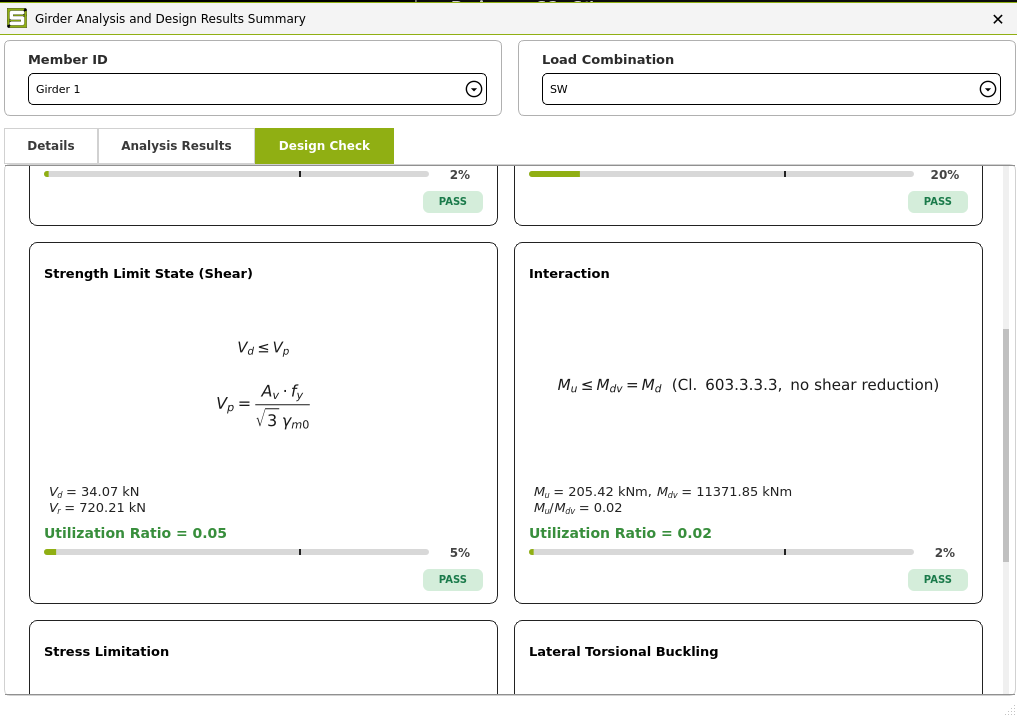 Girder Analysis and Design Results Summary
Member ID
Load Combination
Girder 1
SW
Details
Analysis Results
Design Check
2%
20%
PASS
PASS
Strength Limit State (Shear)
V_d ≤ V_p
V_p = A_v · f_y / √3 γ_m0
V_d = 34.07 kN
V_r = 720.21 kN
Utilization Ratio = 0.05
5%
PASS
Interaction
M_u ≤ M_dv = M_d (Cl. 603.3.3.3, no shear reduction)
M_u = 205.42 kNm, M_dv = 11371.85 kNm
M_u/M_dv = 0.02
Utilization Ratio = 0.02
2%
PASS
Stress Limitation
Lateral Torsional Buckling